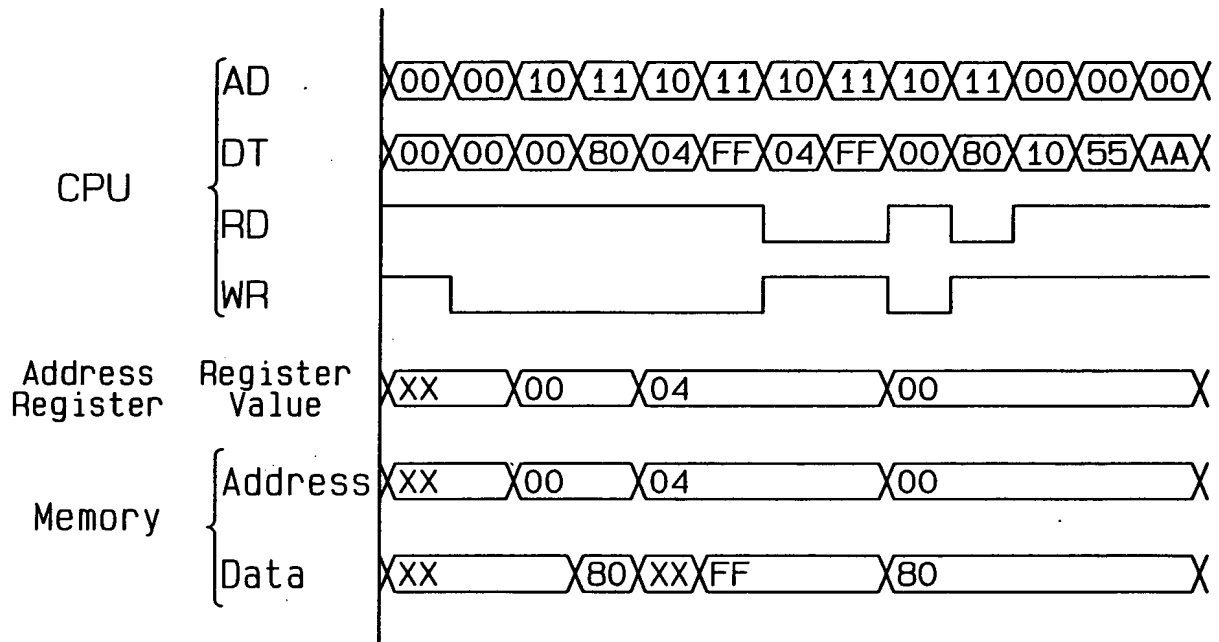 AD 00 00 10 11 10 11 10 11 10 11 00 00 00
DT 00 00 00 80 04 FF 04 FF 00 80 10 55 AA
CPU
RD
WR
Address Register
Register Value
XX 00 04 00
Memory
Address XX 00 04 00
Data XX 80 XX FF 80